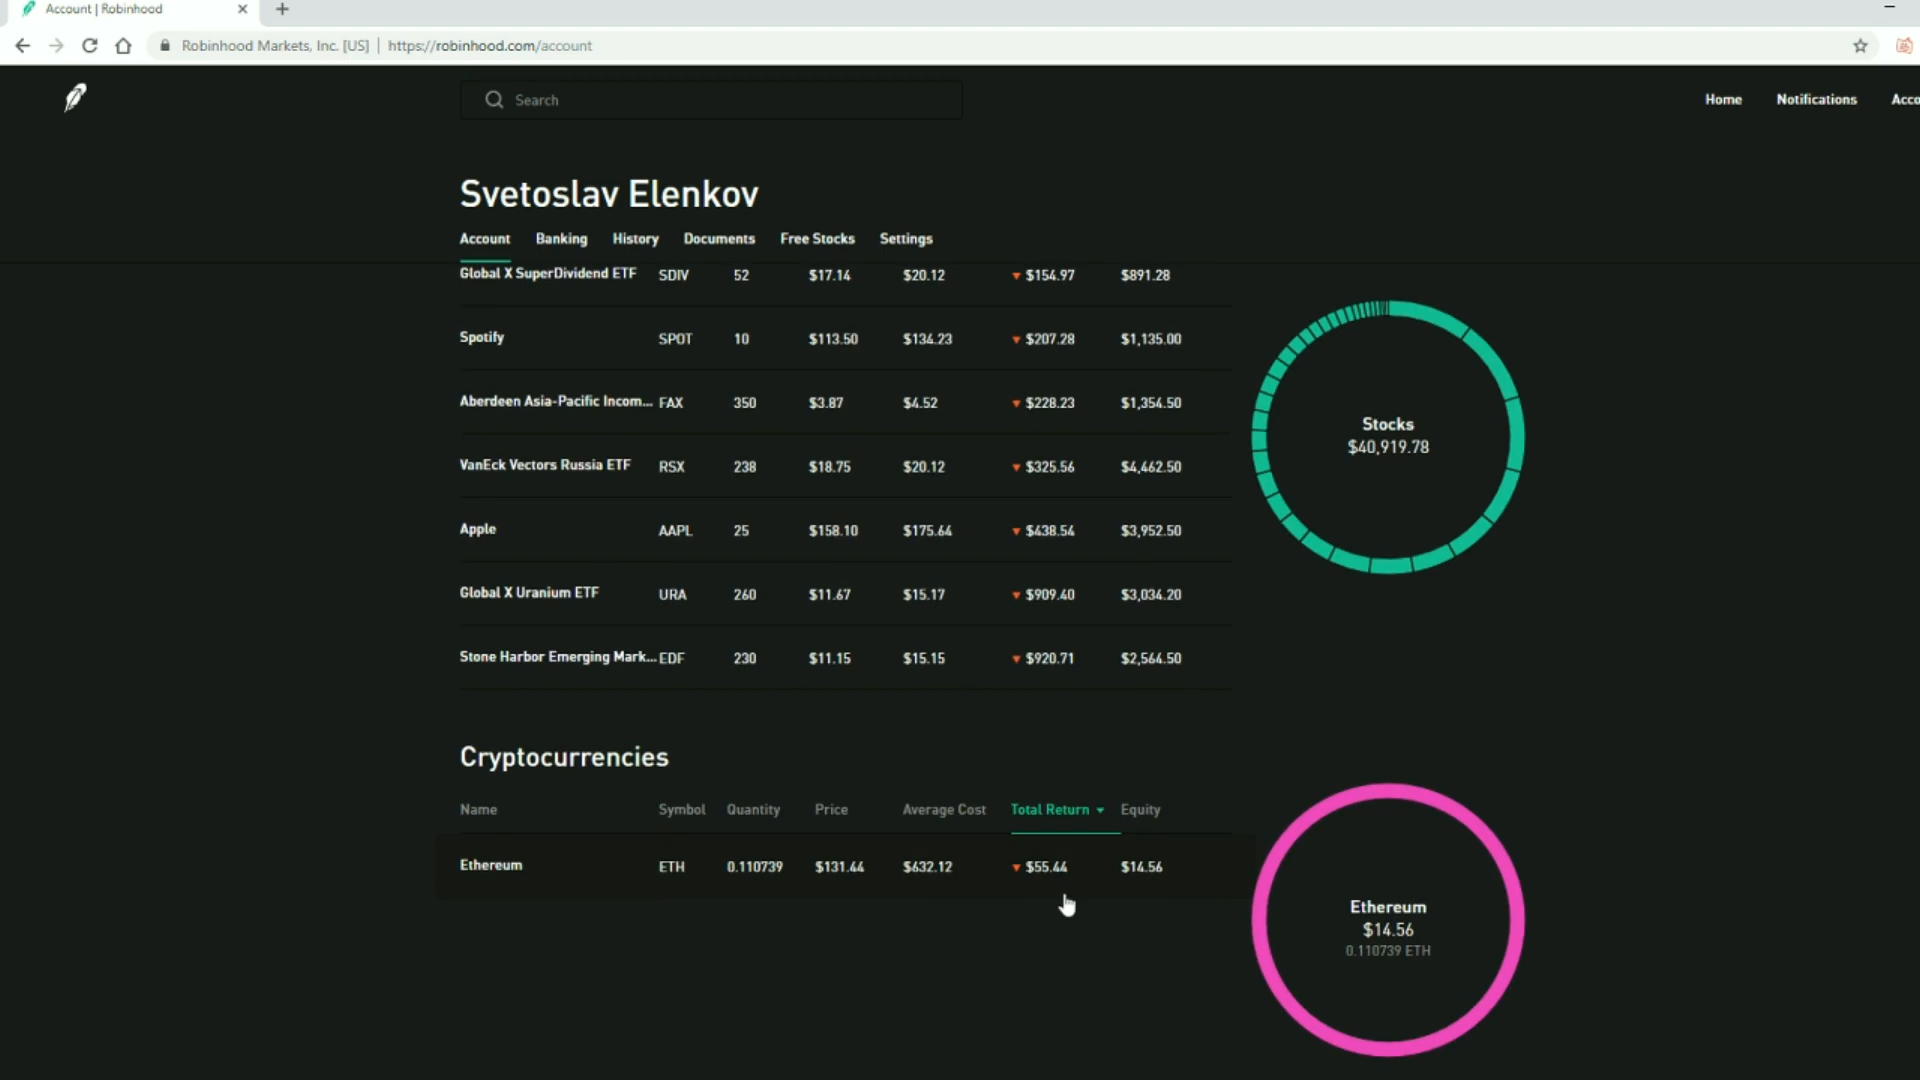 Account | Robinhood
Robinhood Markets, Inc. [US] | https://robinhood.com/account
Search
Home Notifications Acco
Svetoslav Elenkov
Account Banking History Documents Free Stocks Settings
Global X SuperDividend ETF SDIV 52 $17.14 $20.12 $154.97 $891.28
Spotify SPOT 10 $113.50 $134.23 $207.28 $1,135.00
Aberdeen Asia-Pacific Incom... FAX 350 $3.87 $4.52 $228.23 $1,354.50
VanEck Vectors Russia ETF RSX 238 $18.75 $20.12 $325.56 $4,462.50
Apple AAPL 25 $158.10 $175.64 $438.54 $3,952.50
Global X Uranium ETF URA 260 $11.67 $15.17 $909.40 $3,034.20
Stone Harbor Emerging Mark... EDF 230 $11.15 $15.15 $920.71 $2,564.50
Stocks
$40,919.78
Cryptocurrencies
Name Symbol Quantity Price Average Cost Total Return Equity
Ethereum ETH 0.110739 $131.44 $632.12 $55.44 $14.56
Ethereum
$14.56
0.110739 ETH